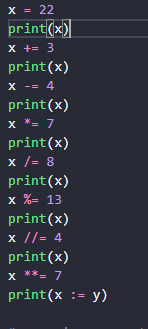 x = 22
print(x)
x += 3
print(x)
x -= 4
print(x)
x *= 7
print(x)
x /= 8
print(x)
x %= 13
print(x)
x //= 4
print(x)
x **= 7
print(x := y)